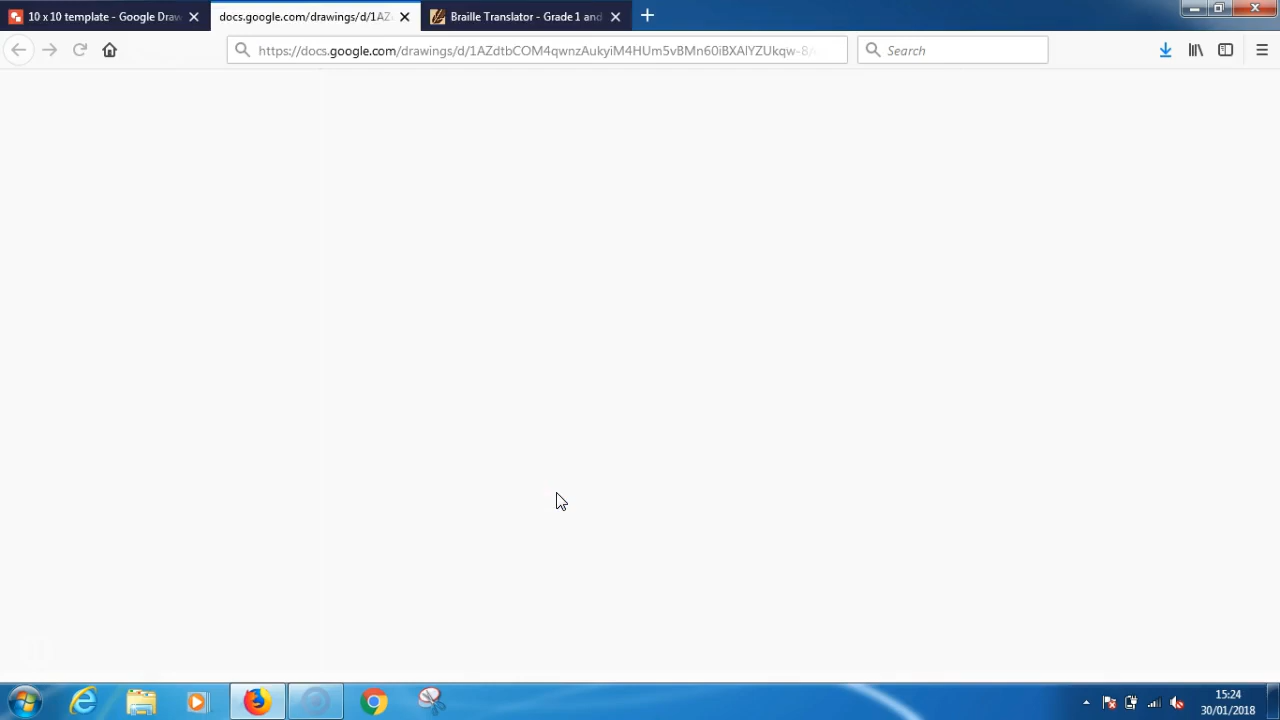 10 x 10 template - Google Draw
docs.google.com/drawings/d/1AZ
Braille Translator - Grade 1 and
https://docs.google.com/drawings/d/1AZdtbCOM4qwnzAukyiM4HUm5vBMn60iBXAlYZUkqw-8/
Search
15:24
30/01/2018